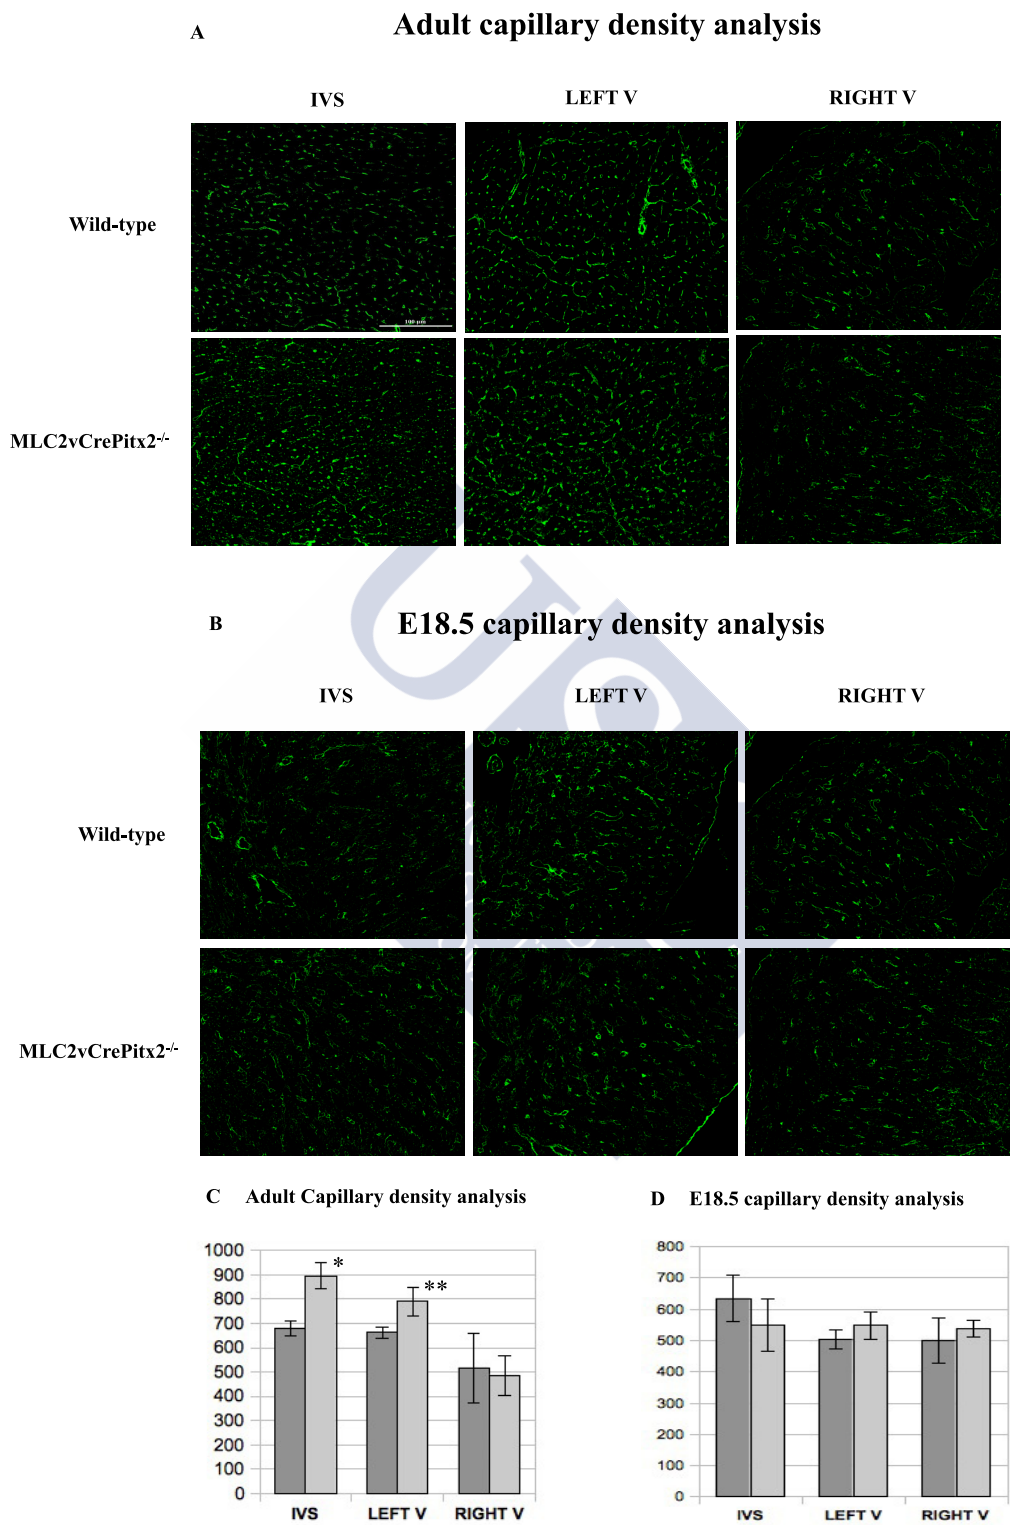 A Adult capillary density analysis
IVS LEFT V RIGHT V
Wild-type
100 µm
MLC2vCrePitx2-/-
B E18.5 capillary density analysis
IVS LEFT V RIGHT V
Wild-type
MLC2vCrePitx2-/-
C Adult Capillary density analysis
1000
900
800
700
600
500
400
300
200
100
0
* **
IVS LEFT V RIGHT V
D E18.5 capillary density analysis
800
700
600
500
400
300
200
100
0
IVS LEFT V RIGHT V